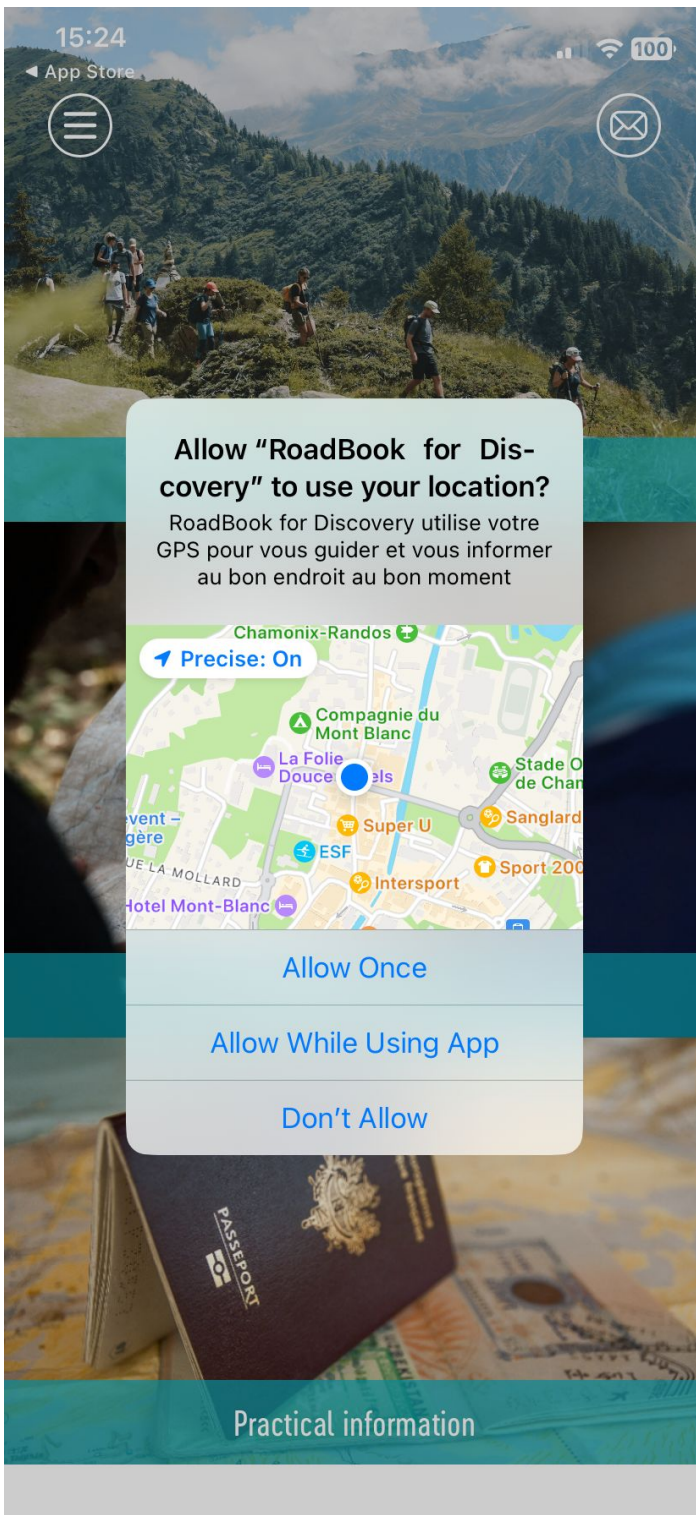 15:24
100
◀ App Store
Allow “RoadBook for Dis-
covery” to use your location?
RoadBook for Discovery utilise votre
GPS pour vous guider et vous informer
au bon endroit au bon moment
Chamonix-Randos
Precise: On
Compagnie du
Mont Blanc
La Folie
Douce els
Stade O
de Cham
Super U
Sanglard
évent –
gère
ESF
UE LA MOLLARD
Sport 200
Intersport
Hotel Mont-Blanc
Allow Once
Allow While Using App
Don’t Allow
PASSEPORT
Practical information